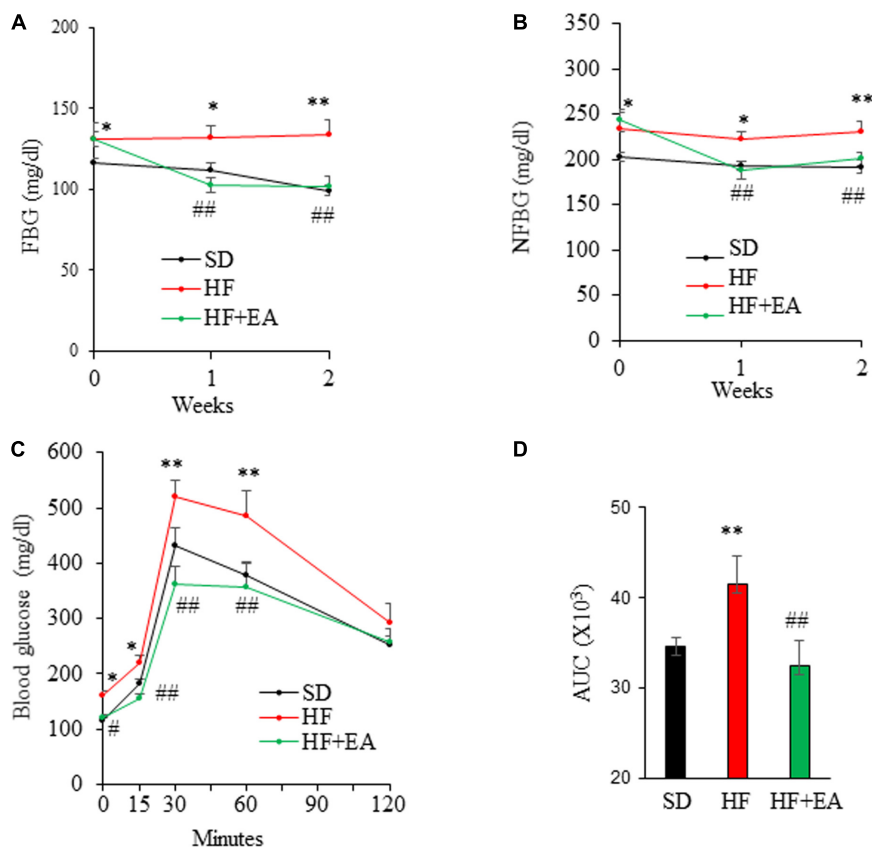 A
200
150
100
50
0
FBG (mg/dl)
* * **
## ##
SD
HF
HF+EA
0 1 2
Weeks
B
350
300
250
200
150
100
50
0
NFBG (mg/dl)
* * **
## ##
SD
HF
HF+EA
0 1 2
Weeks
C
600
500
400
300
200
100
0
Blood glucose (mg/dl)
** **
* *
# ## ## ##
SD
HF
HF+EA
0 15 30 60 90 120
Minutes
D
50
40
30
20
AUC (X10³)
**
##
SD HF HF+EA